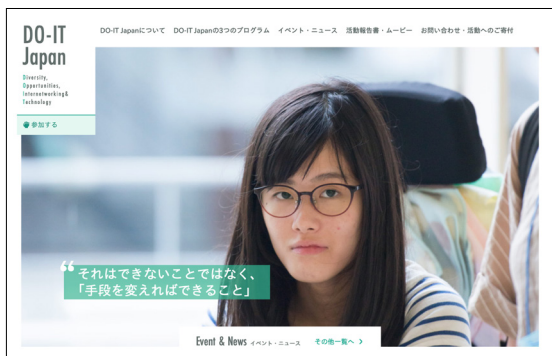 DO-IT
Japan
Diversity,
Opportunities,
Internetworking&
Technology
参加する
DO-IT Japanについて DO-IT Japanの3つのプログラム イベント・ニュース 活動報告書・ムービー お問い合わせ・活動へのご寄付
“それはできないことではなく、
「手段を変えればできること」
Event & News イベント・ニュース その他一覧へ